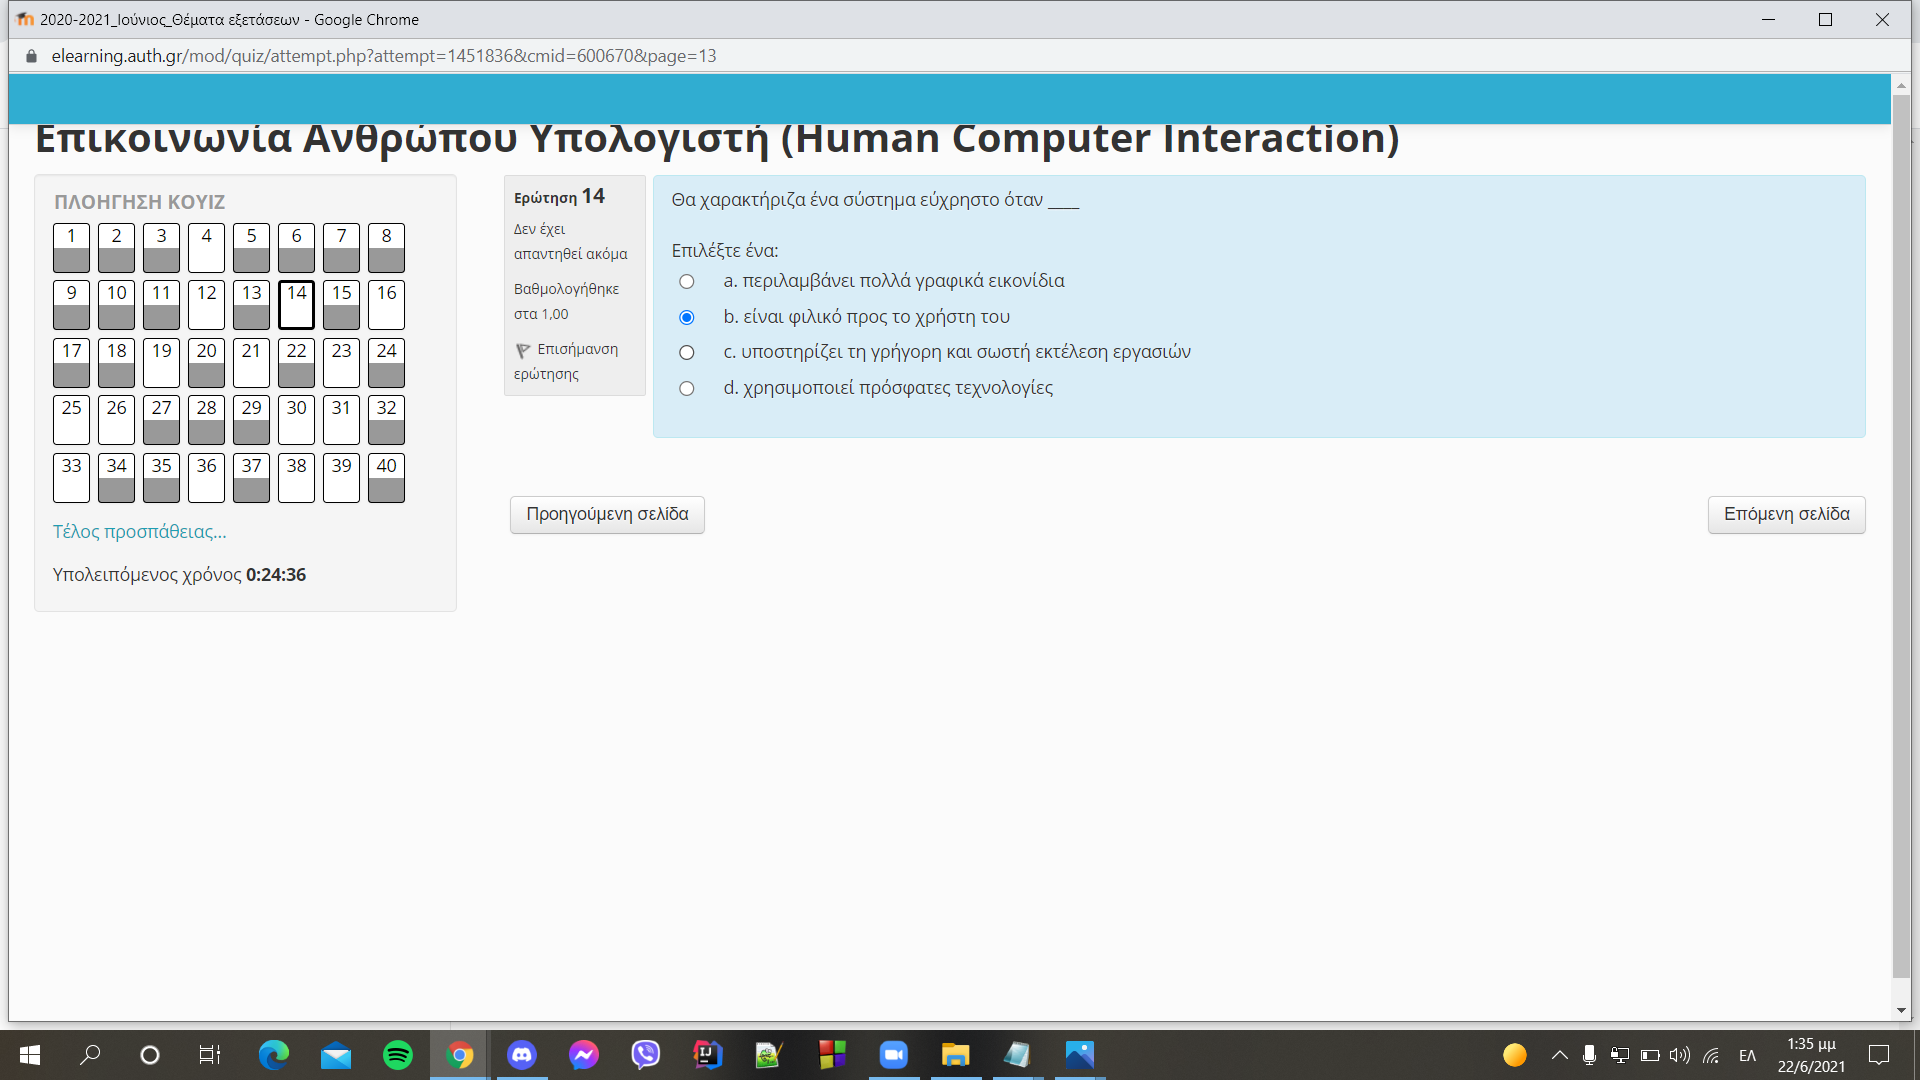 2020-2021_Ιούνιος_Θέματα εξετάσεων - Google Chrome
elearning.auth.gr/mod/quiz/attempt.php?attempt=1451836&cmid=600670&page=13
Επικοινωνία Ανθρώπου Υπολογιστή (Human Computer Interaction)
ΠΛΟΗΓΗΣΗ ΚΟΥΙΖ
1 2 3 4 5 6 7 8
9 10 11 12 13 14 15 16
17 18 19 20 21 22 23 24
25 26 27 28 29 30 31 32
33 34 35 36 37 38 39 40
Τέλος προσπάθειας...
Υπολειπόμενος χρόνος 0:24:36
Ερώτηση 14
Δεν έχει
απαντηθεί ακόμα
Βαθμολογήθηκε
στα 1,00
Επισήμανση
ερώτησης
Θα χαρακτήριζα ένα σύστημα εύχρηστο όταν ____
Επιλέξτε ένα:
a. περιλαμβάνει πολλά γραφικά εικονίδια
b. είναι φιλικό προς το χρήστη του
c. υποστηρίζει τη γρήγορη και σωστή εκτέλεση εργασιών
d. χρησιμοποιεί πρόσφατες τεχνολογίες
Προηγούμενη σελίδα
Επόμενη σελίδα
ΕΛ
1:35 μμ
22/6/2021